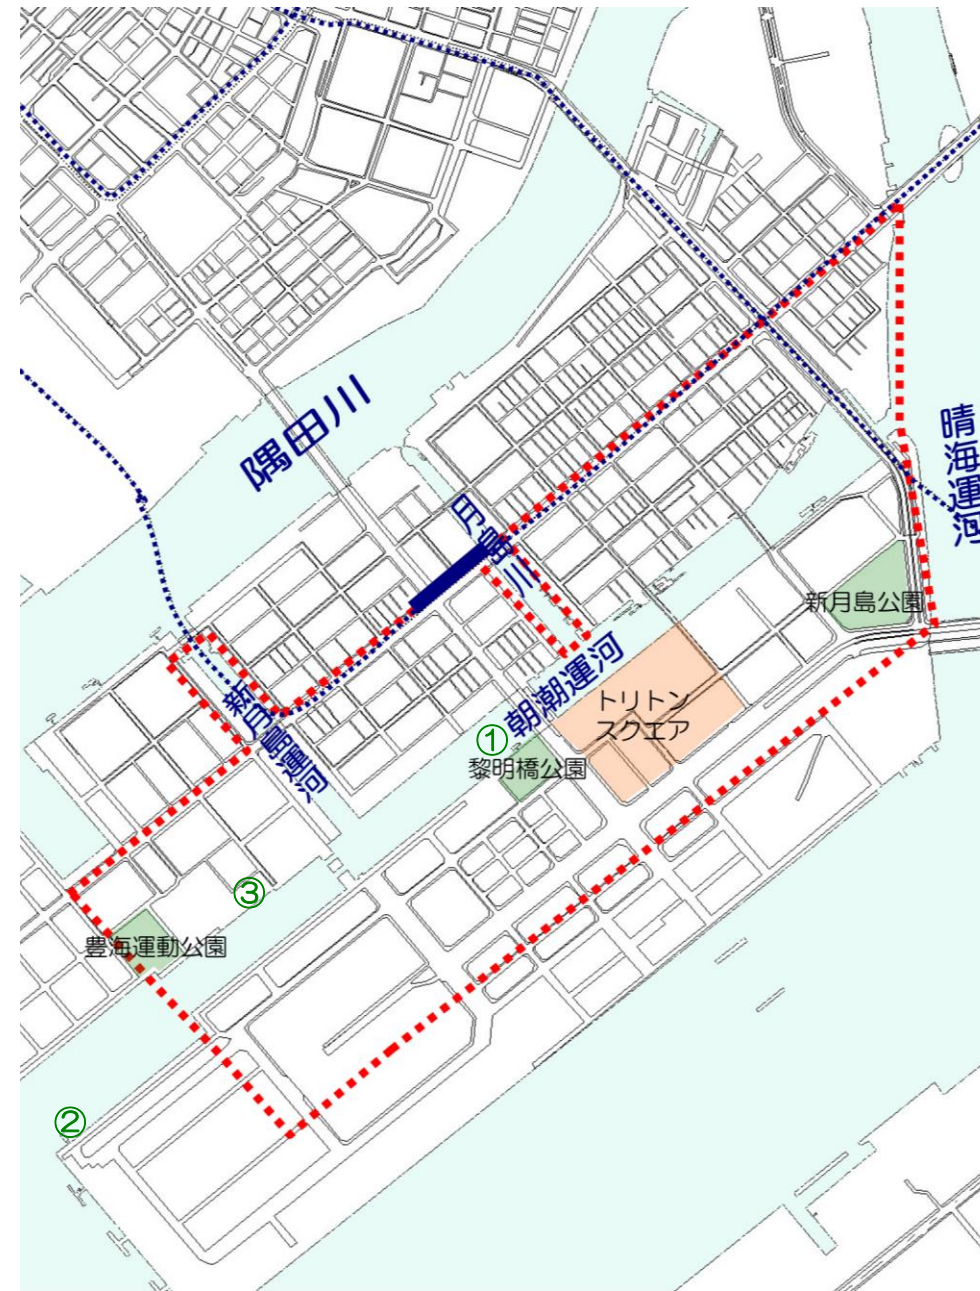 隅田川
月島川
晴海運河
新月島公園
朝潮運河
トリトン
スクエア
新月島運河
①
黎明橋公園
③
豊海運動公園
②